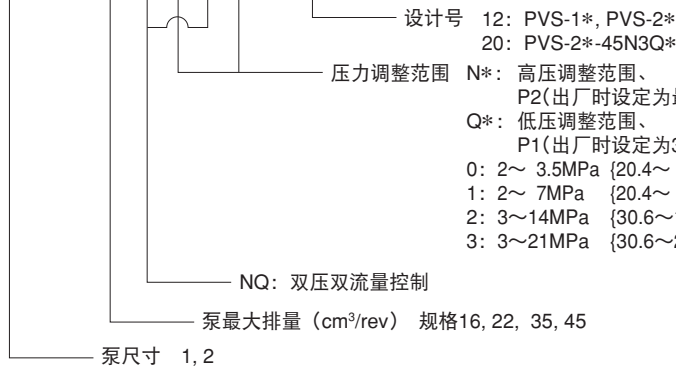 设计号 12: PVS-1*, PVS-2*
20: PVS-2*-45N3Q*
压力调整范围 N*: 高压调整范围、
P2(出厂时设定为
Q*: 低压调整范围、
P1(出厂时设定为
0: 2～ 3.5MPa {20.4～
1: 2～ 7MPa {20.4～
2: 3～14MPa {30.6～
3: 3～21MPa {30.6～
NQ: 双压双流量控制
泵最大排量（cm³/rev） 规格16, 22, 35, 45
泵尺寸 1, 2